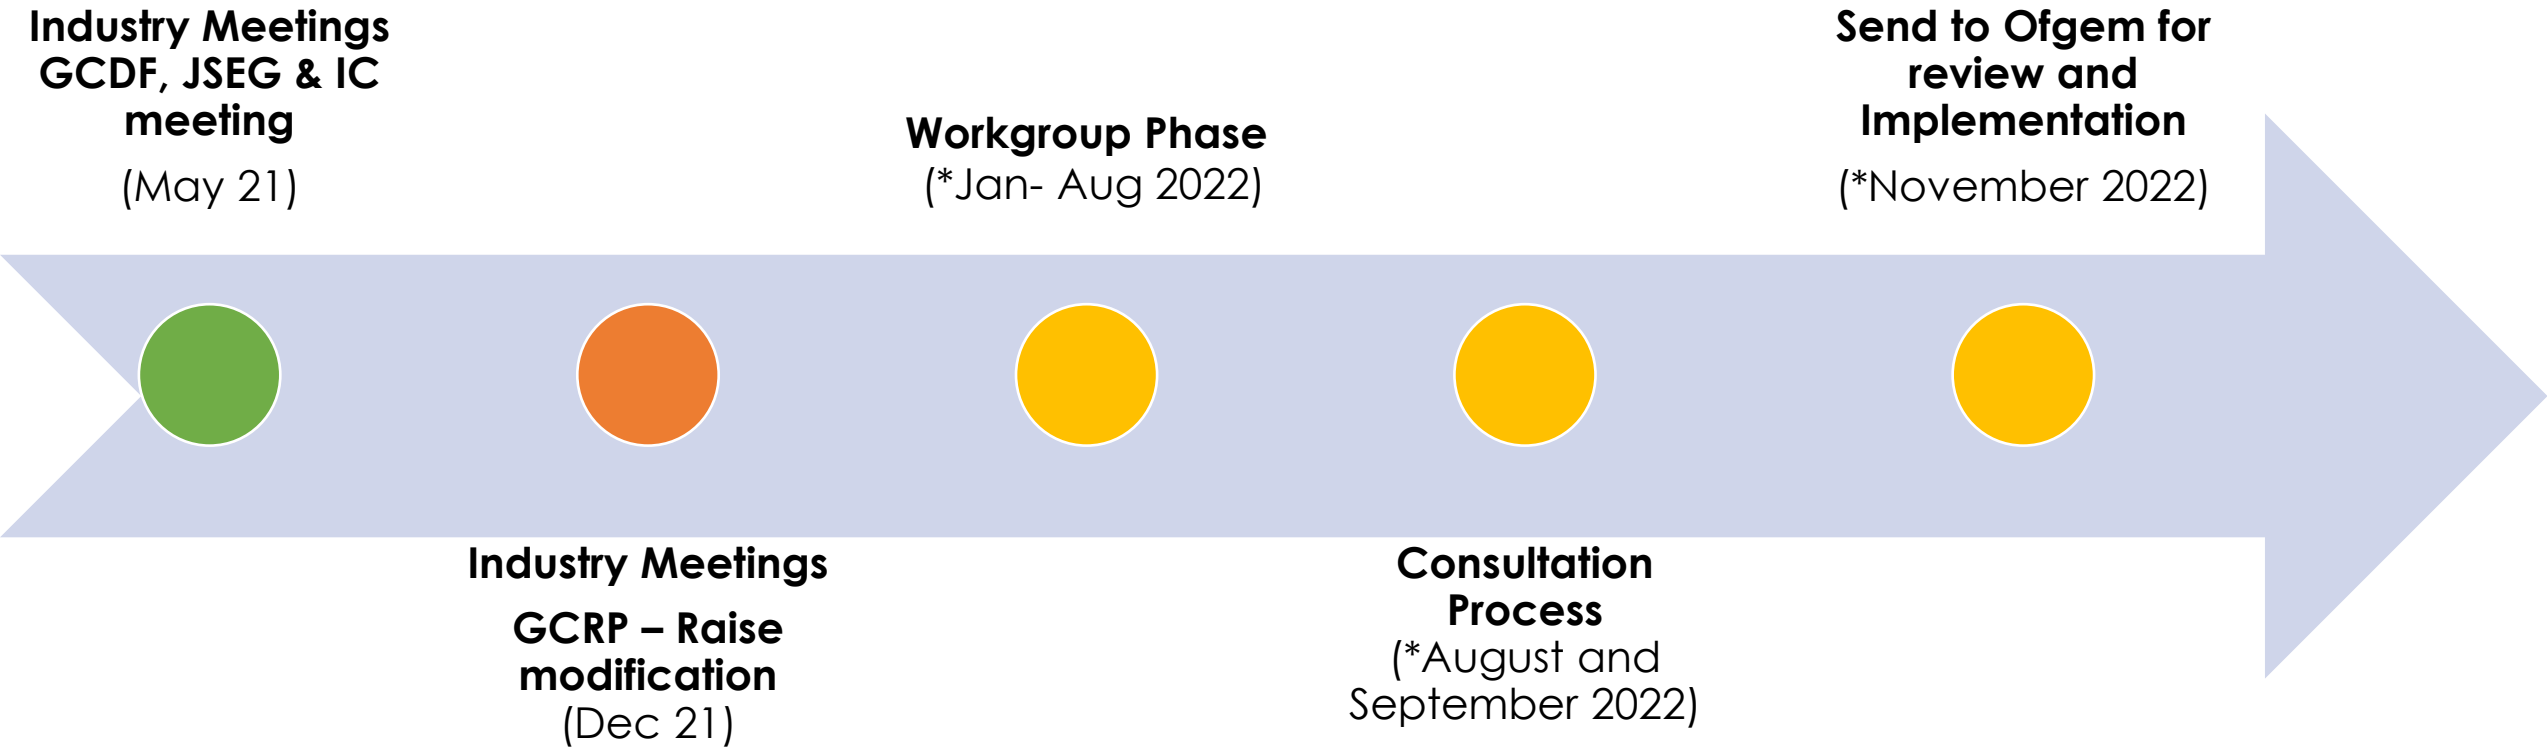 Industry Meetings
GCDF, JSEG & IC
meeting
(May 21)
Industry Meetings
GCRP – Raise
modification
(Dec 21)
Workgroup Phase
(*Jan- Aug 2022)
Consultation
Process
(*August and
September 2022)
Send to Ofgem for
review and
Implementation
(*November 2022)